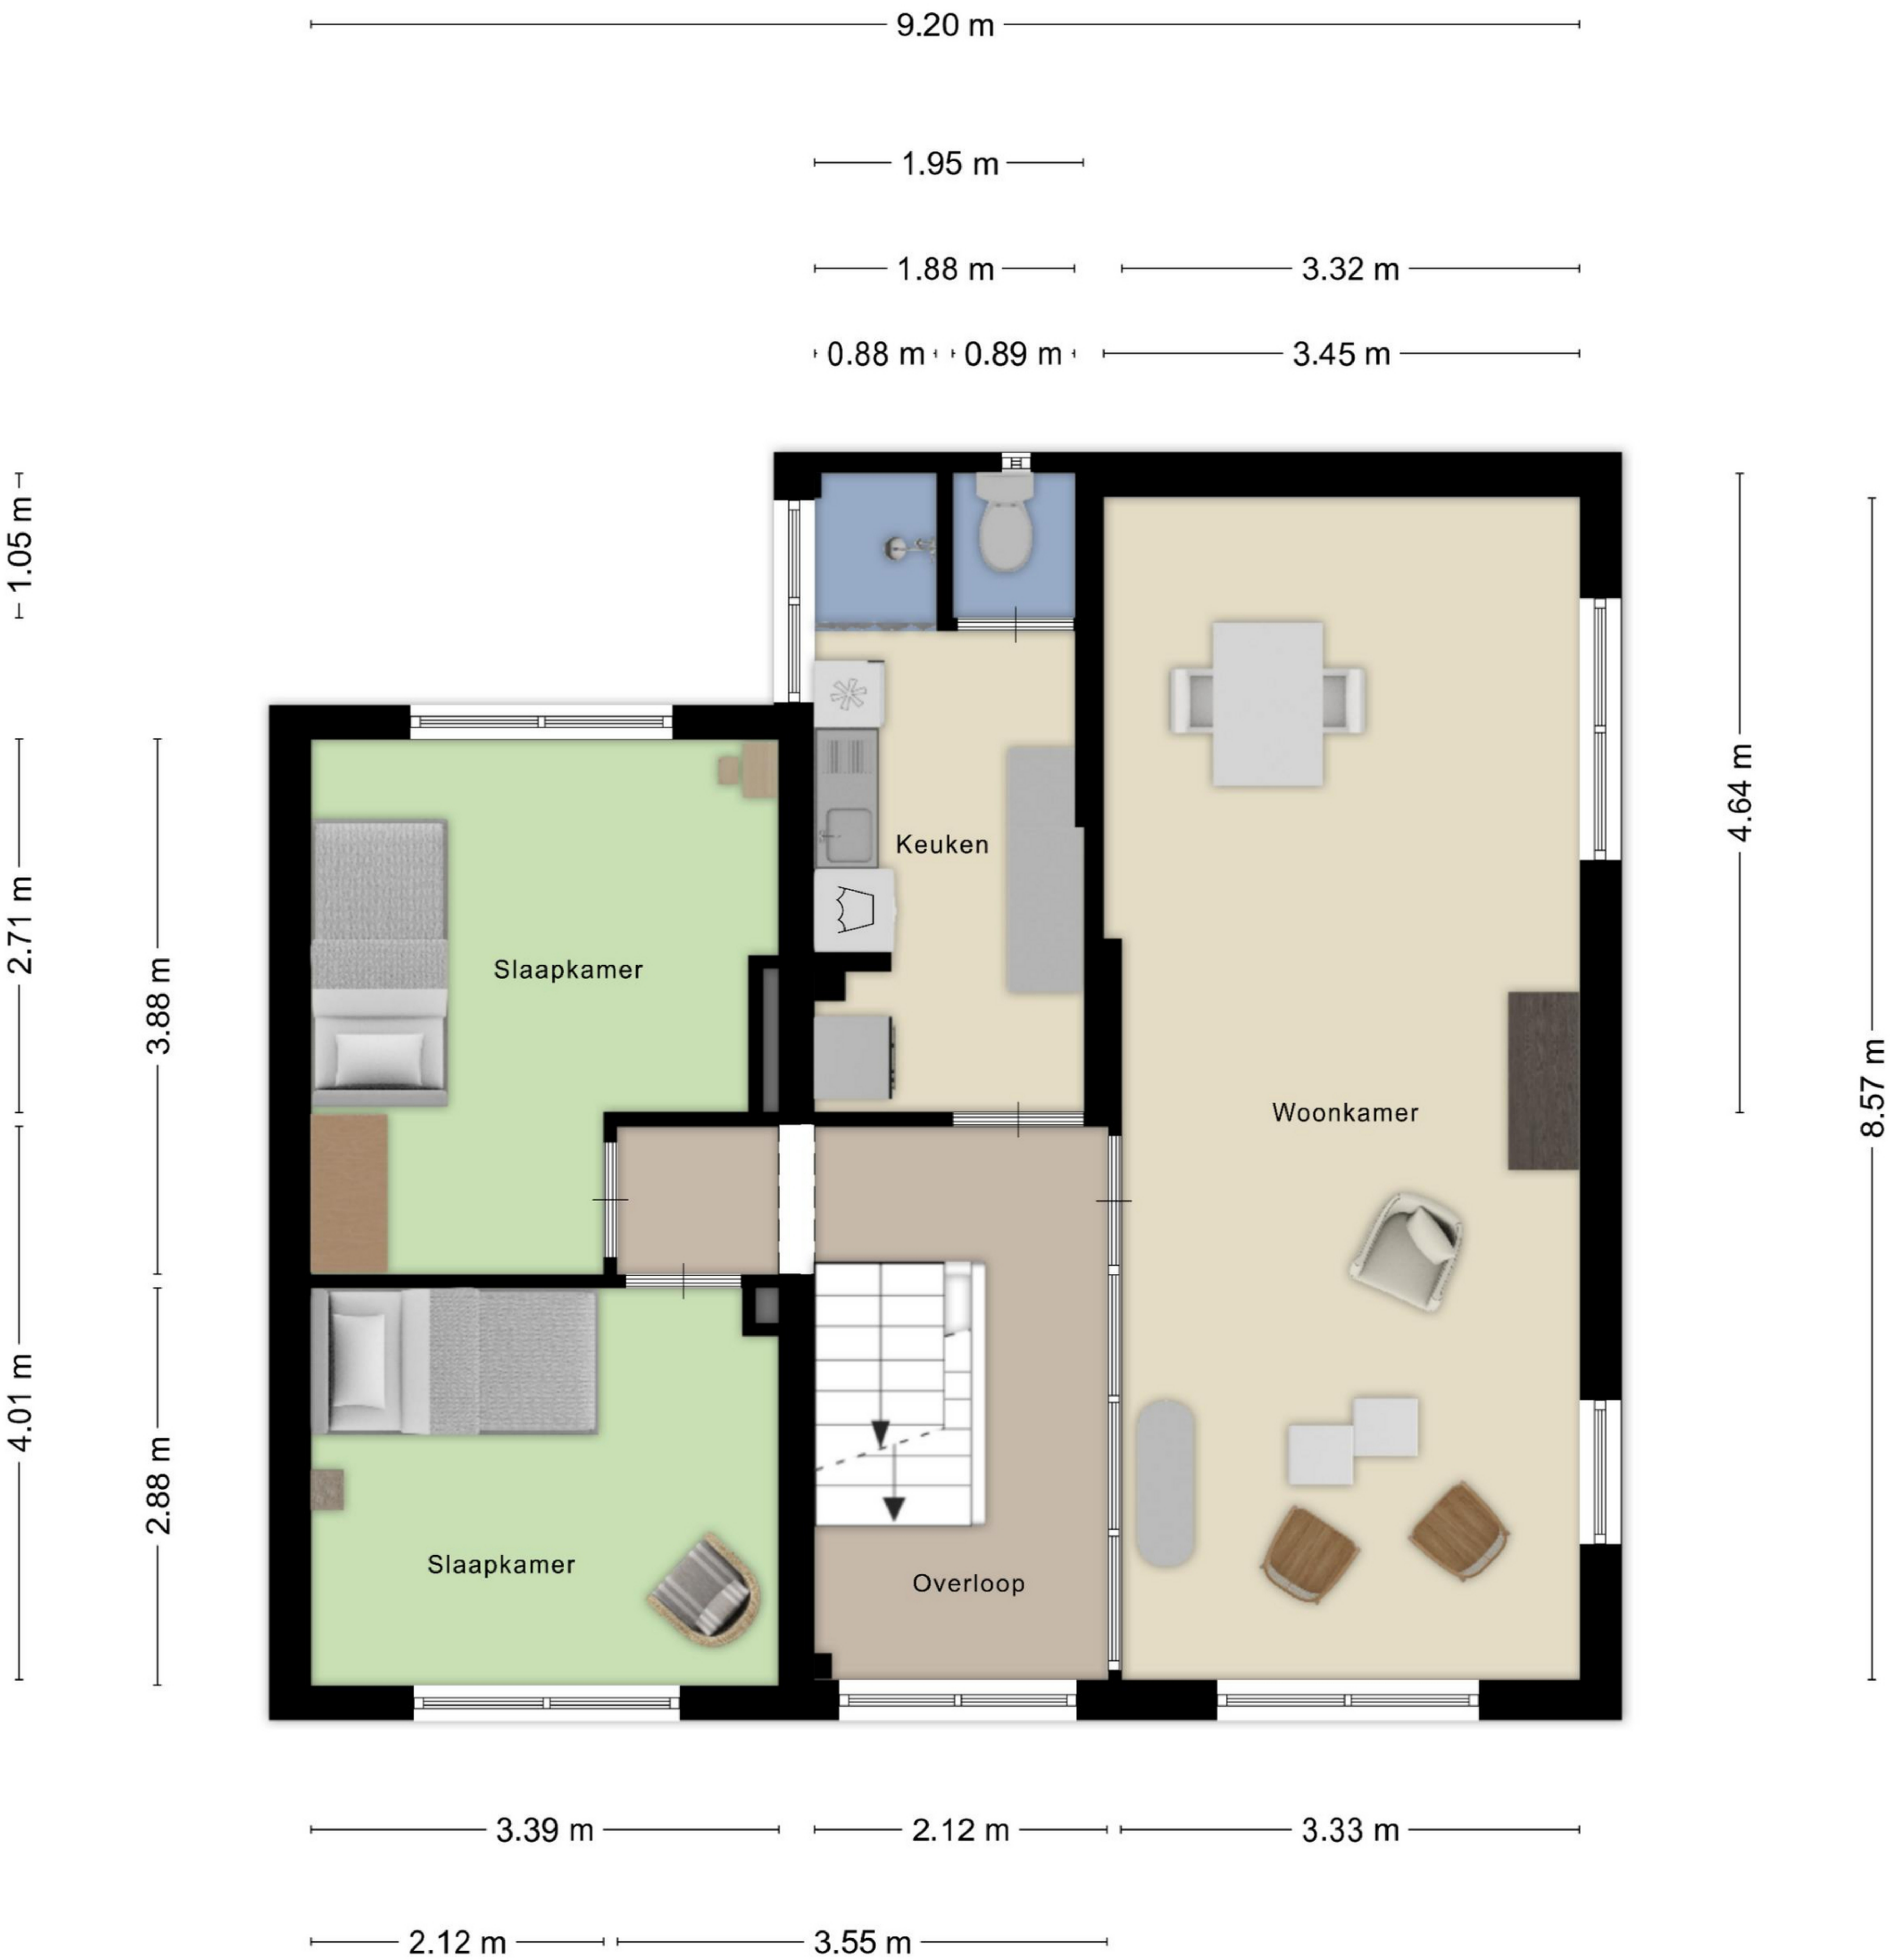 9.20 m
1.95 m
1.88 m
3.32 m
0.88 m
0.89 m
3.45 m
1.05 m
4.64 m
Keuken
2.71 m
Slaapkamer
3.88 m
8.57 m
Woonkamer
4.01 m
2.88 m
Slaapkamer
Overloop
3.39 m
2.12 m
3.33 m
2.12 m
3.55 m